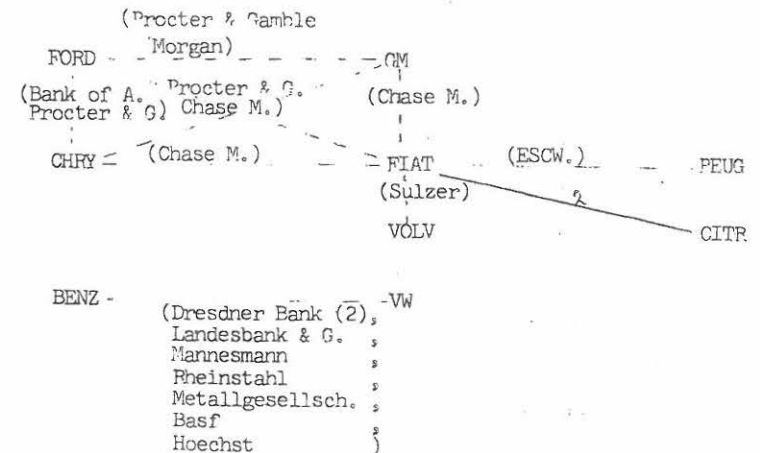 (Procter & Gamble
Morgan)
FORD - - - - - - GM
(Bank of A. Procter & G. (Chase M.)
Procter & G) Chase M.)
CHRY - (Chase M.) - - FIAT - (ESCW.) - - PEUG
(Sulzer) 2
VOLV CITR
BENZ - - -VW
(Dresdner Bank (2),
Landesbank & G. ,
Mannesmann ,
Rheinstahl ,
Metallgesellsch. ,
Basf ,
Hoechst )